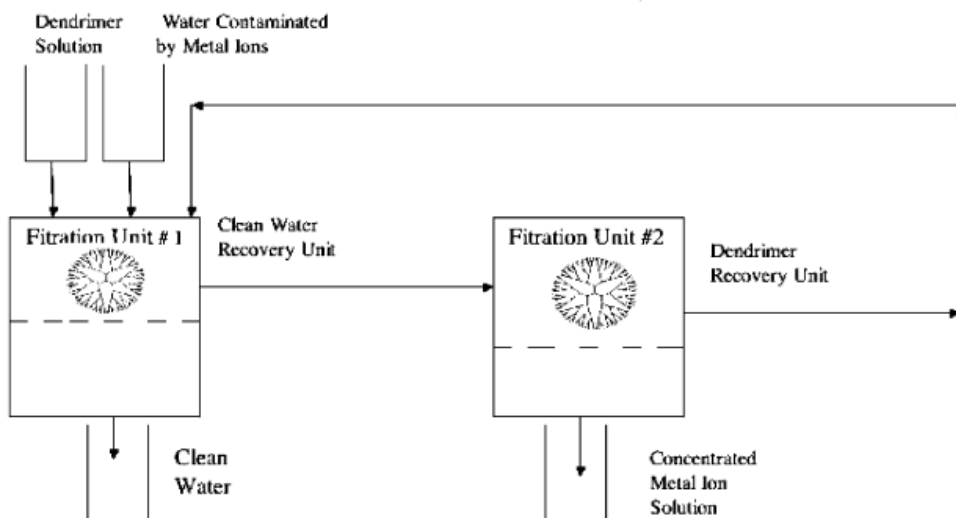 Dendrimer
Solution
Water Contaminated
by Metal Ions
Fitration Unit # 1
Clean Water
Recovery Unit
Fitration Unit #2
Dendrimer
Recovery Unit
Clean
Water
Concentrated
Metal Ion
Solution